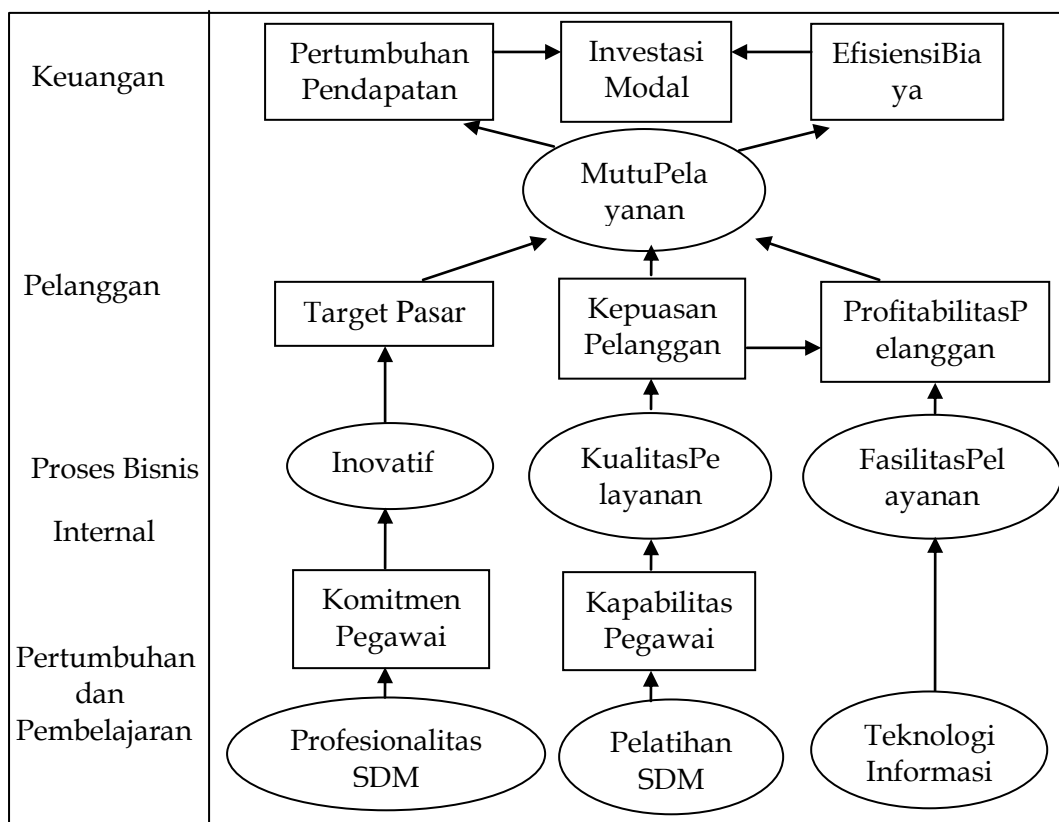 Keuangan
Pertumbuhan
Pendapatan
Investasi
Modal
EfisiensiBia
ya
MutuPela
yanan
Pelanggan
Target Pasar
Kepuasan
Pelanggan
ProfitabilitasP
elanggan
Proses Bisnis
Internal
Inovatif
KualitasPe
layanan
FasilitasPel
ayanan
Pertumbuhan
dan
Pembelajaran
Komitmen
Pegawai
Kapabilitas
Pegawai
Profesionalitas
SDM
Pelatihan
SDM
Teknologi
Informasi